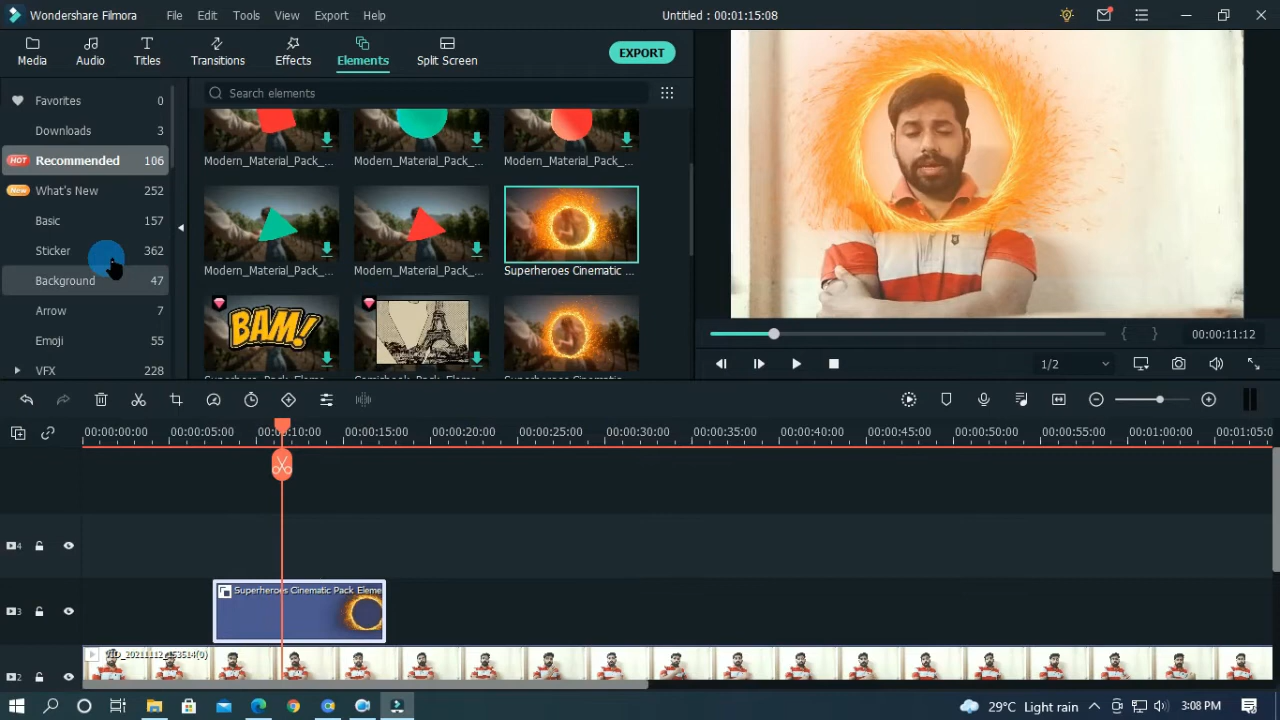 Wondershare Filmora File Edit Tools View Export Help Untitled : 00:01:15:08
Media Audio Titles Transitions Effects Elements Split Screen EXPORT
Favorites 0
Downloads 3
HOT Recommended 106
New What's New 252
Basic 157
Sticker 362
Background 47
Arrow 7
Emoji 55
VFX 228
Search elements
Modern_Material_Pack_... Modern_Material_Pack_... Modern_Material_Pack_...
Modern_Material_Pack_... Modern_Material_Pack_... Superheroes Cinematic ...
BAM!
1/2 00:00:11:12
00:00:00:00 00:00:05:00 00:00:10:00 00:00:15:00 00:00:20:00 00:00:25:00 00:00:30:00 00:00:35:00 00:00:40:00 00:00:45:00 00:00:50:00 00:00:55:00 00:01:00:00 00:01:05:0
4
3 Superheroes Cinematic Pack Eleme
2 VID_20211112_153514(0)
29°C Light rain 3:08 PM